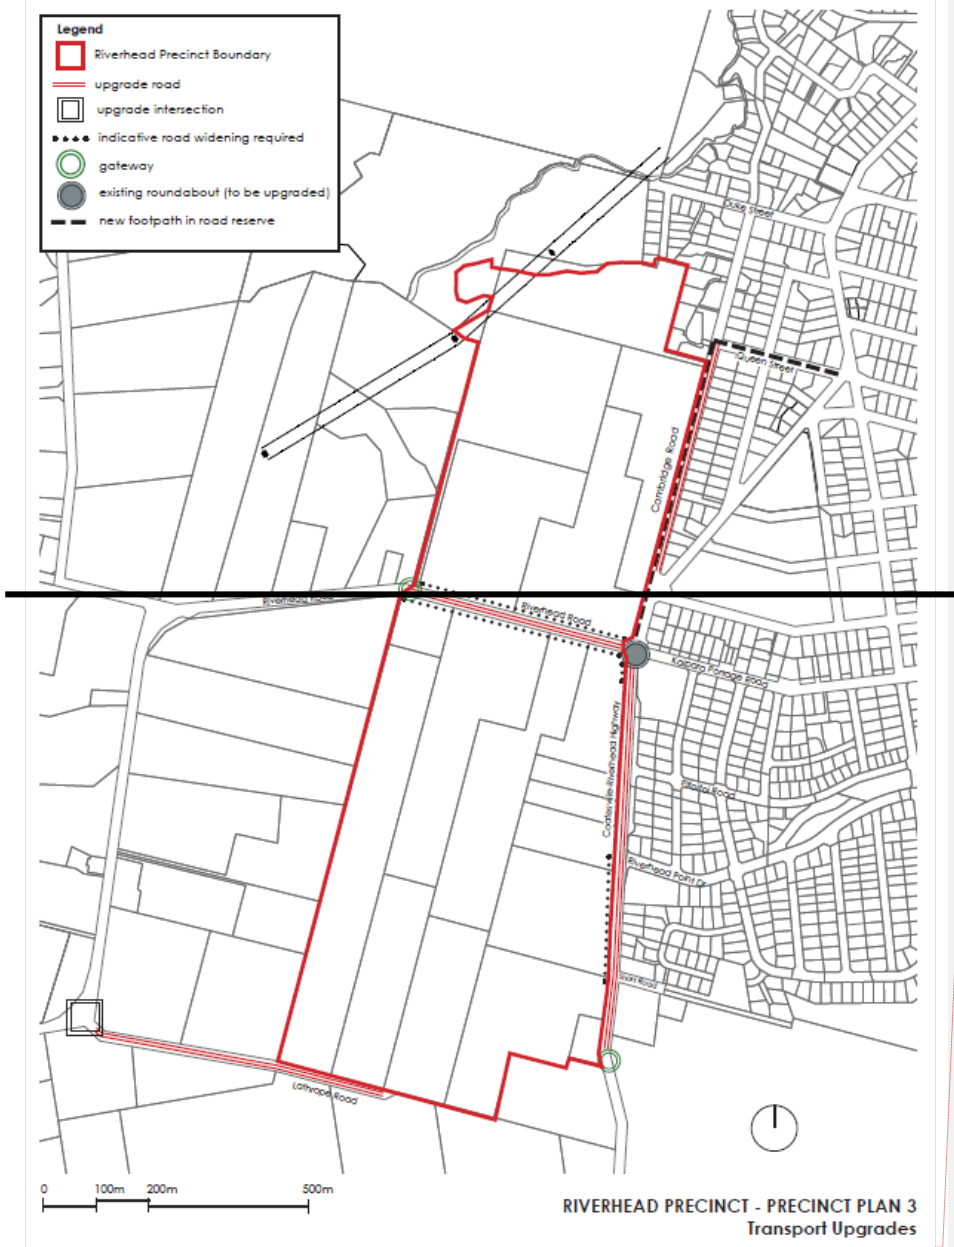 Legend
Riverhead Precinct Boundary
upgrade road
upgrade intersection
indicative road widening required
gateway
existing roundabout (to be upgraded)
new footpath in road reserve
Duke Street
Queen Street
Cambridge Road
Riverhead Road
Riverhead Road
Kaipara Portage Road
Coatesville-Riverhead Highway
Pitoitoi Road
Riverhead Point Dr
Short Road
Lathrope Road
0 100m 200m 500m
RIVERHEAD PRECINCT - PRECINCT PLAN 3
Transport Upgrades